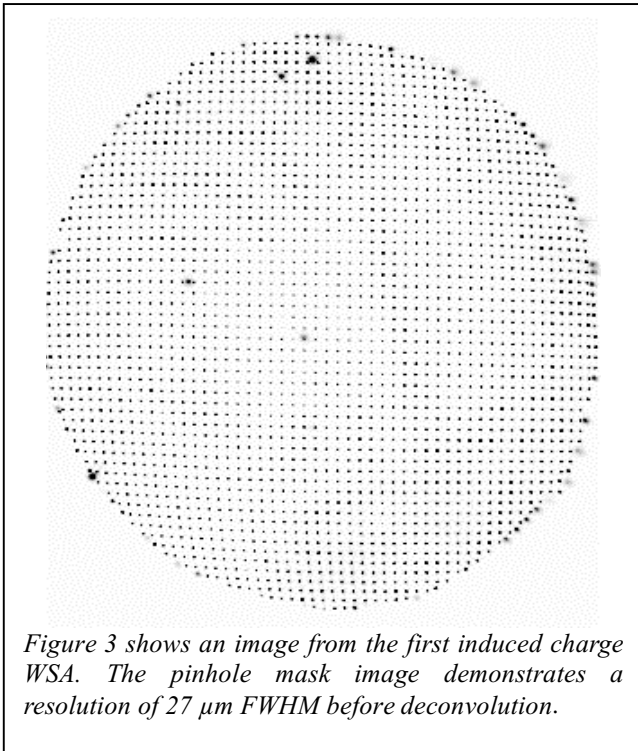 Figure 3 shows an image from the first induced charge
WSA. The pinhole mask image demonstrates a
resolution of 27 µm FWHM before deconvolution.